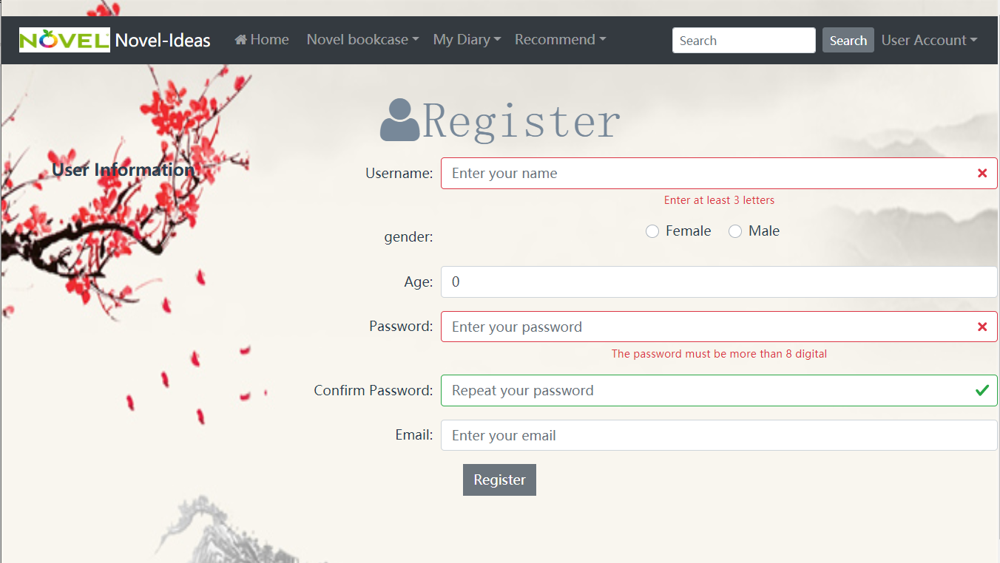 NOVEL Novel-Ideas Home Novel bookcase My Diary Recommend Search Search User Account
Register
User Information
Username: Enter your name
Enter at least 3 letters
gender: Female Male
Age: 0
Password: Enter your password
The password must be more than 8 digital
Confirm Password: Repeat your password
Email: Enter your email
Register